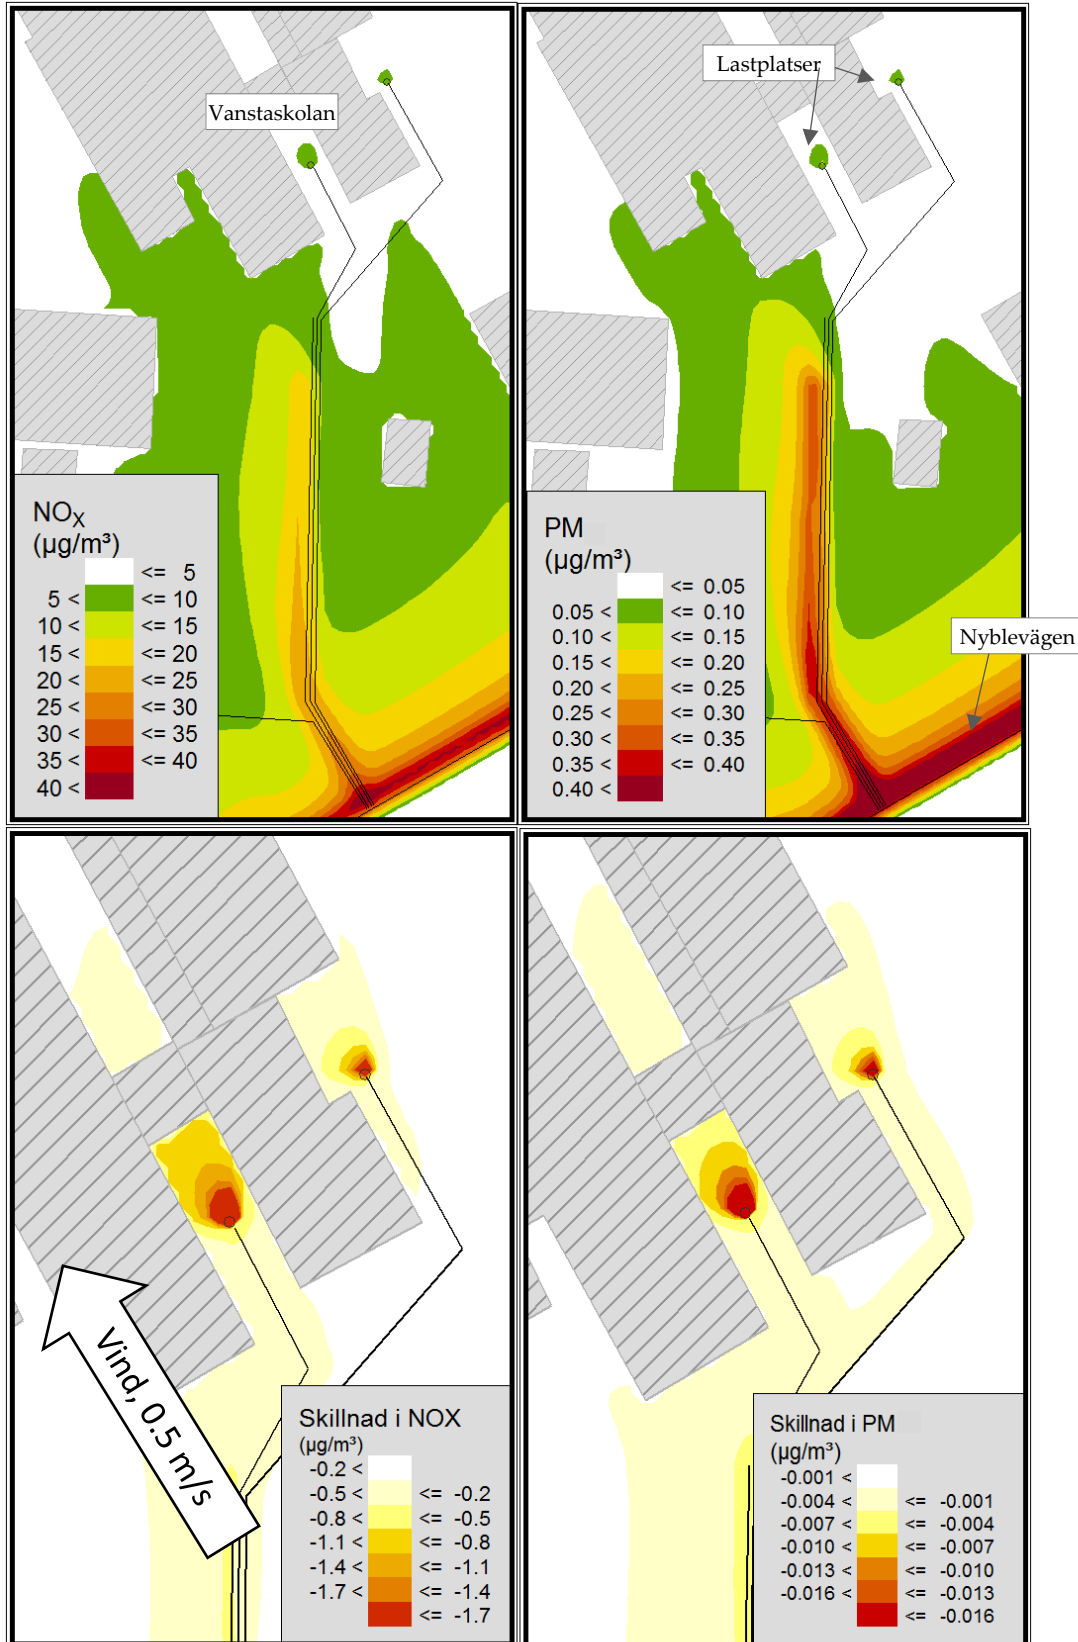 Vanstaskolan
NOX
(µg/m³)
<= 5
5 < <= 10
10 < <= 15
15 < <= 20
20 < <= 25
25 < <= 30
30 < <= 35
35 < <= 40
40 <
Lastplatser
Nyblevägen
PM
(µg/m³)
<= 0.05
0.05 < <= 0.10
0.10 < <= 0.15
0.15 < <= 0.20
0.20 < <= 0.25
0.25 < <= 0.30
0.30 < <= 0.35
0.35 < <= 0.40
0.40 <
Vind, 0.5 m/s
Skillnad i NOX
(µg/m³)
-0.2 <
-0.5 < <= -0.2
-0.8 < <= -0.5
-1.1 < <= -0.8
-1.4 < <= -1.1
-1.7 < <= -1.4
<= -1.7
Skillnad i PM
(µg/m³)
-0.001 <
-0.004 < <= -0.001
-0.007 < <= -0.004
-0.010 < <= -0.007
-0.013 < <= -0.010
-0.016 < <= -0.013
<= -0.016